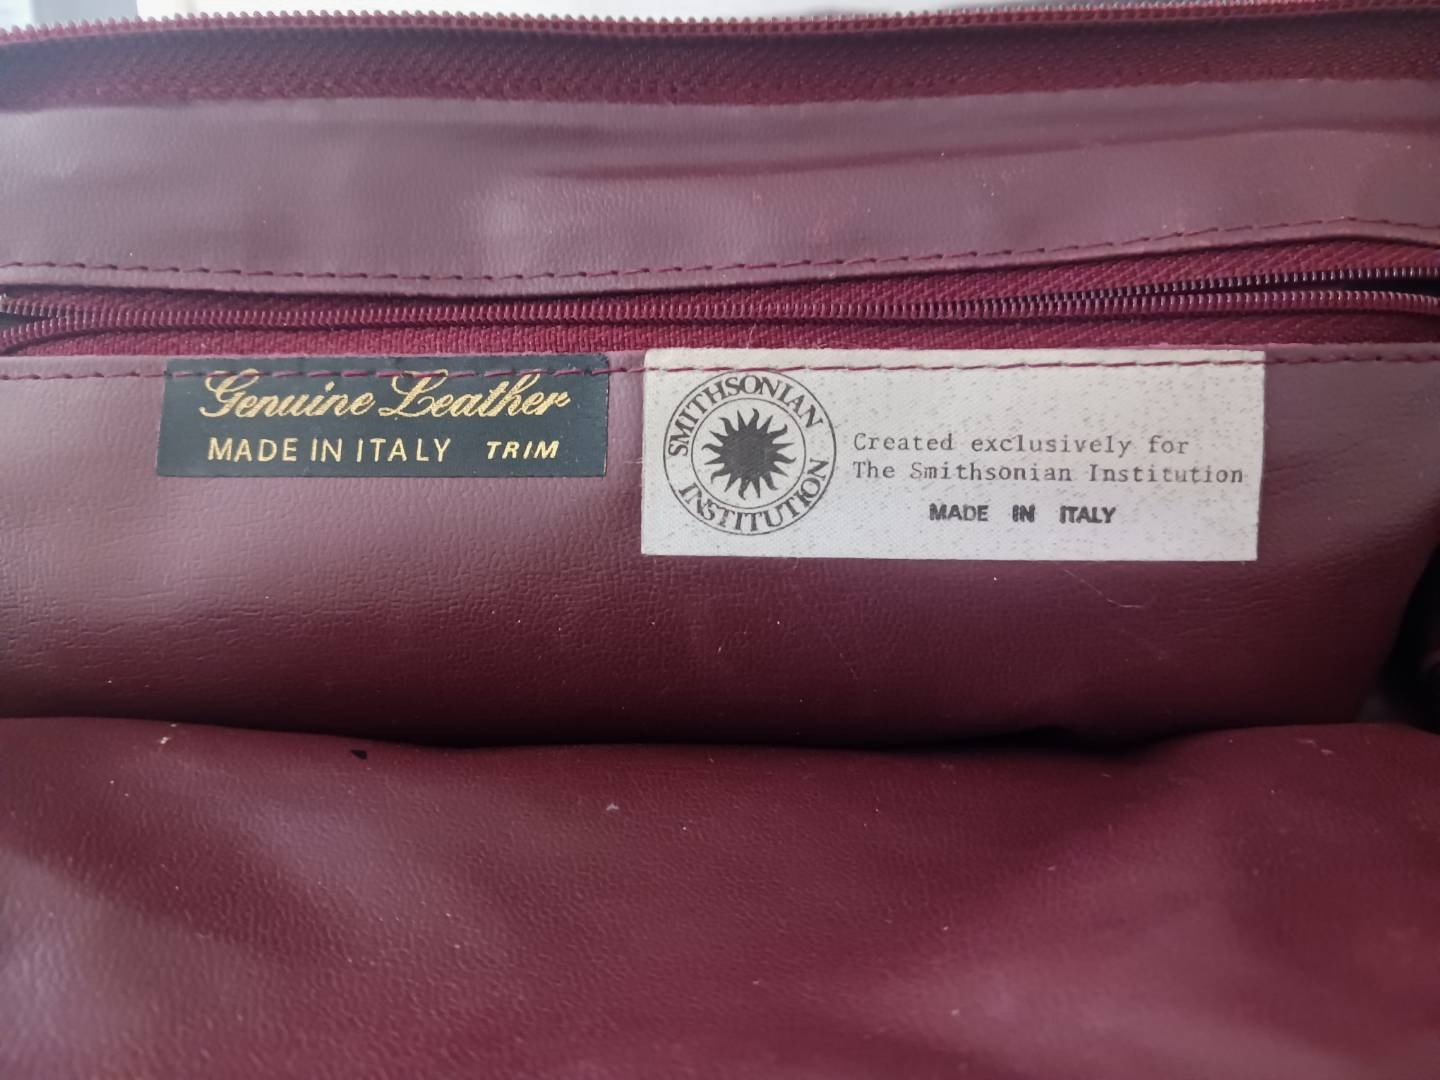 Genuine Leather
MADE IN ITALY TRIM
SMITHSONIAN
INSTITUTION
Created exclusively for
The Smithsonian Institution
MADE IN ITALY